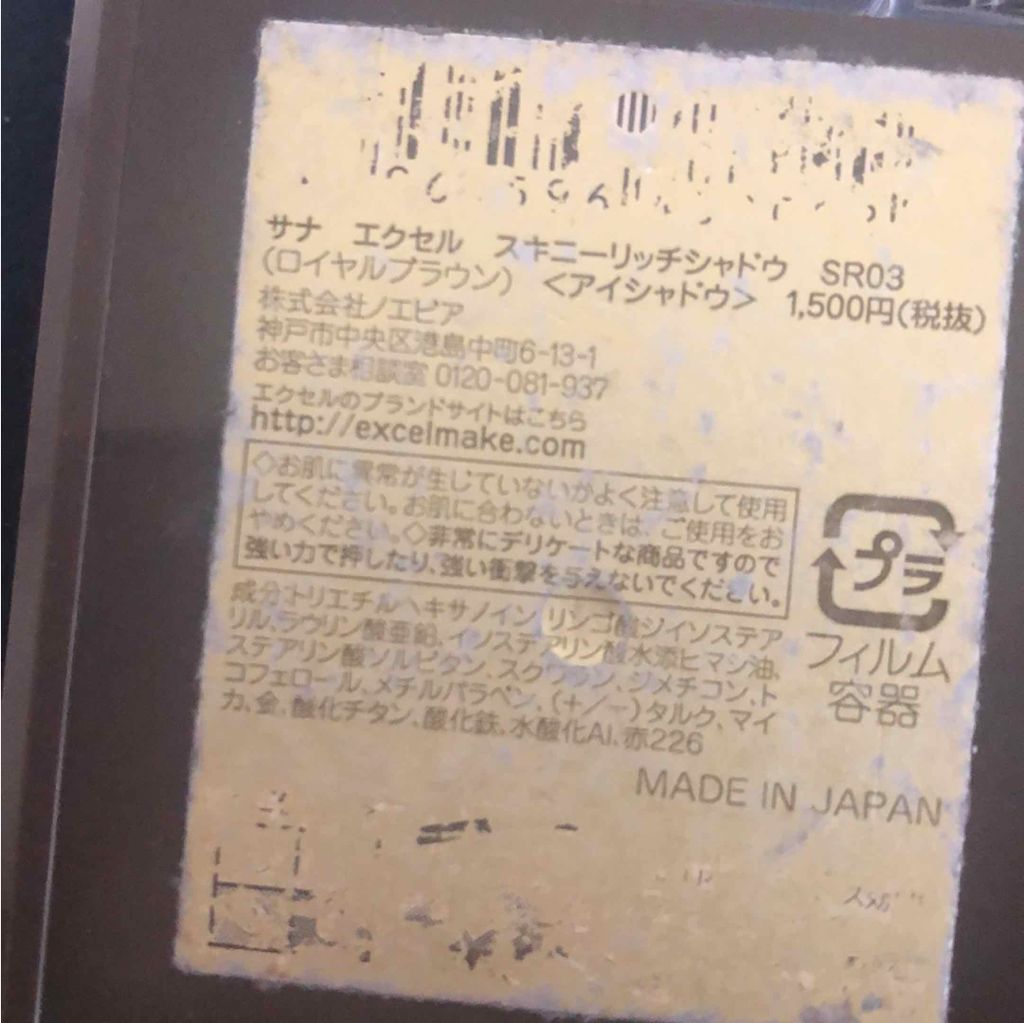 サナ エクセル スキニーリッチシャドウ SR03
(ロイヤルブラウン) <アイシャドウ> 1,500円(税抜)
株式会社ノエビア
神戸市中央区港島中町6-13-1
お客さま相談室 0120-081-937
エクセルのブランドサイトはこちら
http://excelmake.com
◇お肌に異常が生じていないかよく注意して使用
してください。お肌に合わないときは、ご使用をお
やめください。◇非常にデリケートな商品ですので
強い力で押したり、強い衝撃を与えないでください。
成分:トリエチルヘキサノイン、リンゴ酸ジイソステア
リル、ラウリン酸亜鉛、イソステアリン酸水添ヒマシ油、
ステアリン酸ソルビタン、スクワラン、ジメチコン、ト
コフェロール、メチルパラベン、(+/-)タルク、マイ
カ、金、酸化チタン、酸化鉄、水酸化Al、赤226
プラ
フィルム
容器
MADE IN JAPAN